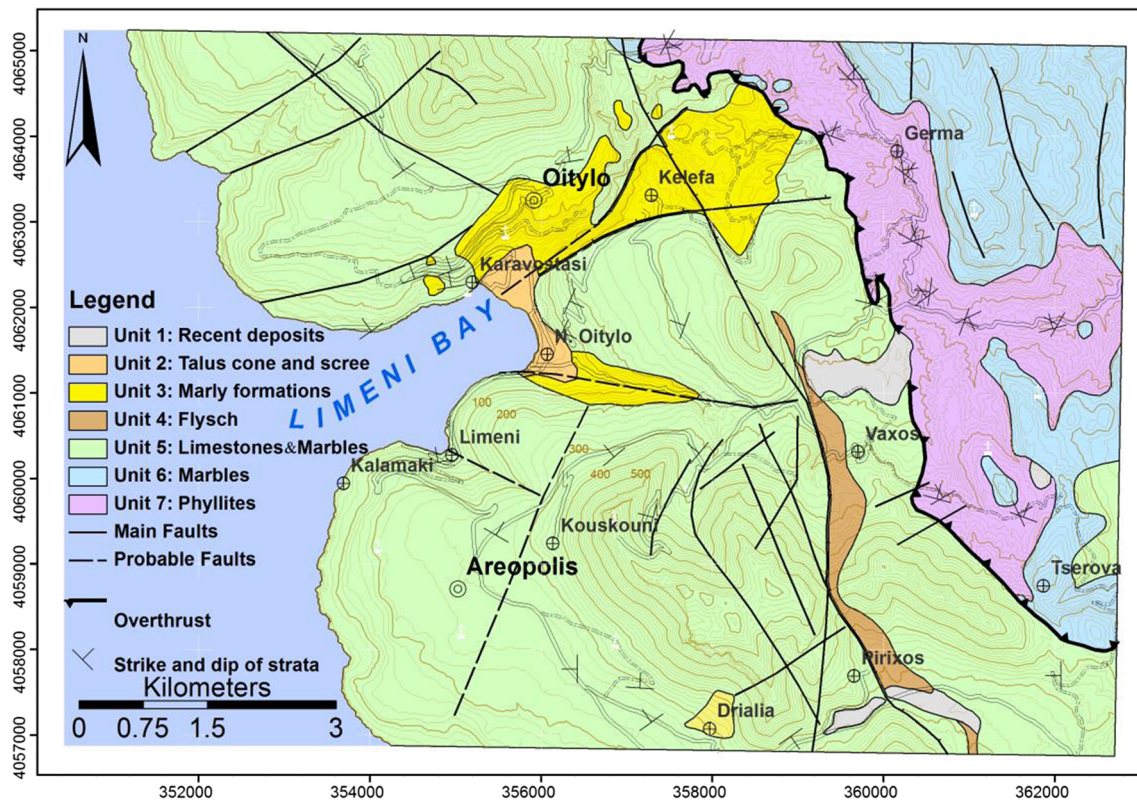 N
Germa
Oitylo
Kelefa
Karavostasi
Legend
Unit 1: Recent deposits
Unit 2: Talus cone and scree
Unit 3: Marly formations
Unit 4: Flysch
Unit 5: Limestones&Marbles
Unit 6: Marbles
Unit 7: Phyllites
Main Faults
Probable Faults
Overthrust
Strike and dip of strata
Kilometers
0 0.75 1.5 3
LIMENI BAY
N. Oitylo
100
200
300
400
500
Limeni
Kalamaki
Vaxos
Kouskouni
Areopolis
Tserova
Pirixos
Drialia
4065000
4064000
4063000
4062000
4061000
4060000
4059000
4058000
4057000
352000 354000 356000 358000 360000 362000